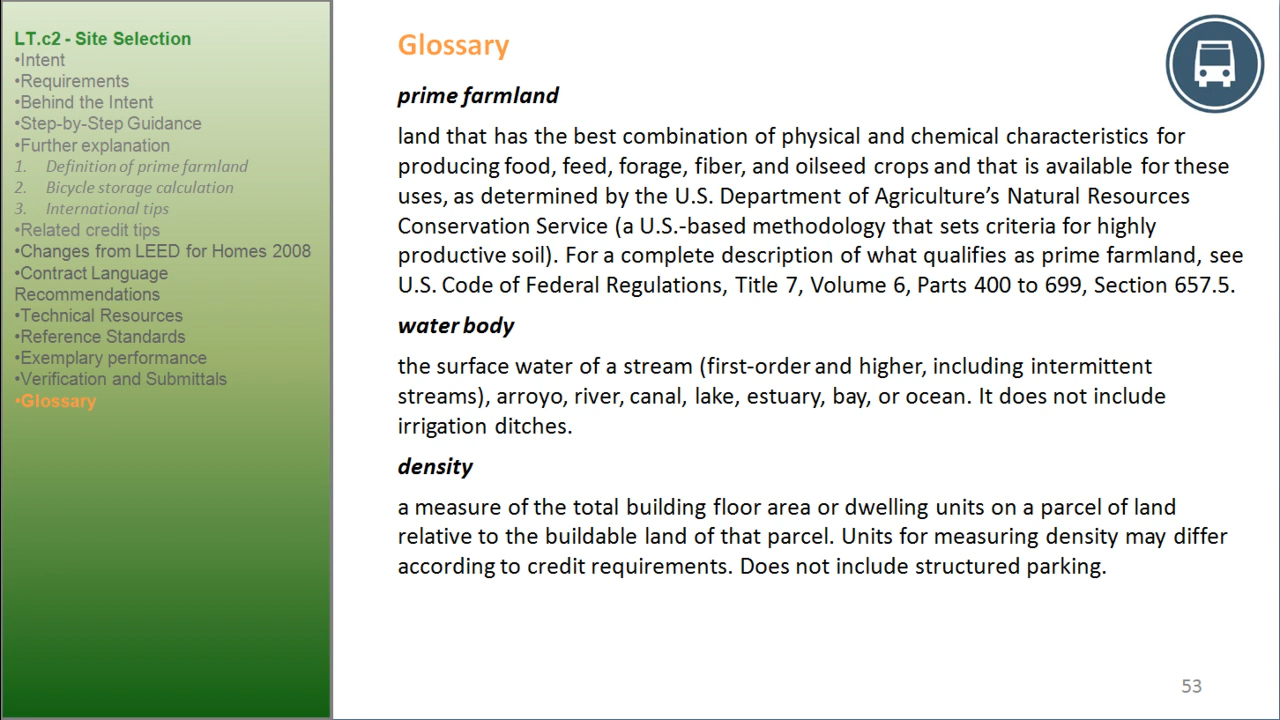 LT.c2 - Site Selection
•Intent
•Requirements
•Behind the Intent
•Step-by-Step Guidance
•Further explanation
1. Definition of prime farmland
2. Bicycle storage calculation
3. International tips
•Related credit tips
•Changes from LEED for Homes 2008
•Contract Language
Recommendations
•Technical Resources
•Reference Standards
•Exemplary performance
•Verification and Submittals
•Glossary
Glossary
prime farmland
land that has the best combination of physical and chemical characteristics for
producing food, feed, forage, fiber, and oilseed crops and that is available for these
uses, as determined by the U.S. Department of Agriculture’s Natural Resources
Conservation Service (a U.S.-based methodology that sets criteria for highly
productive soil). For a complete description of what qualifies as prime farmland, see
U.S. Code of Federal Regulations, Title 7, Volume 6, Parts 400 to 699, Section 657.5.
water body
the surface water of a stream (first-order and higher, including intermittent
streams), arroyo, river, canal, lake, estuary, bay, or ocean. It does not include
irrigation ditches.
density
a measure of the total building floor area or dwelling units on a parcel of land
relative to the buildable land of that parcel. Units for measuring density may differ
according to credit requirements. Does not include structured parking.
53